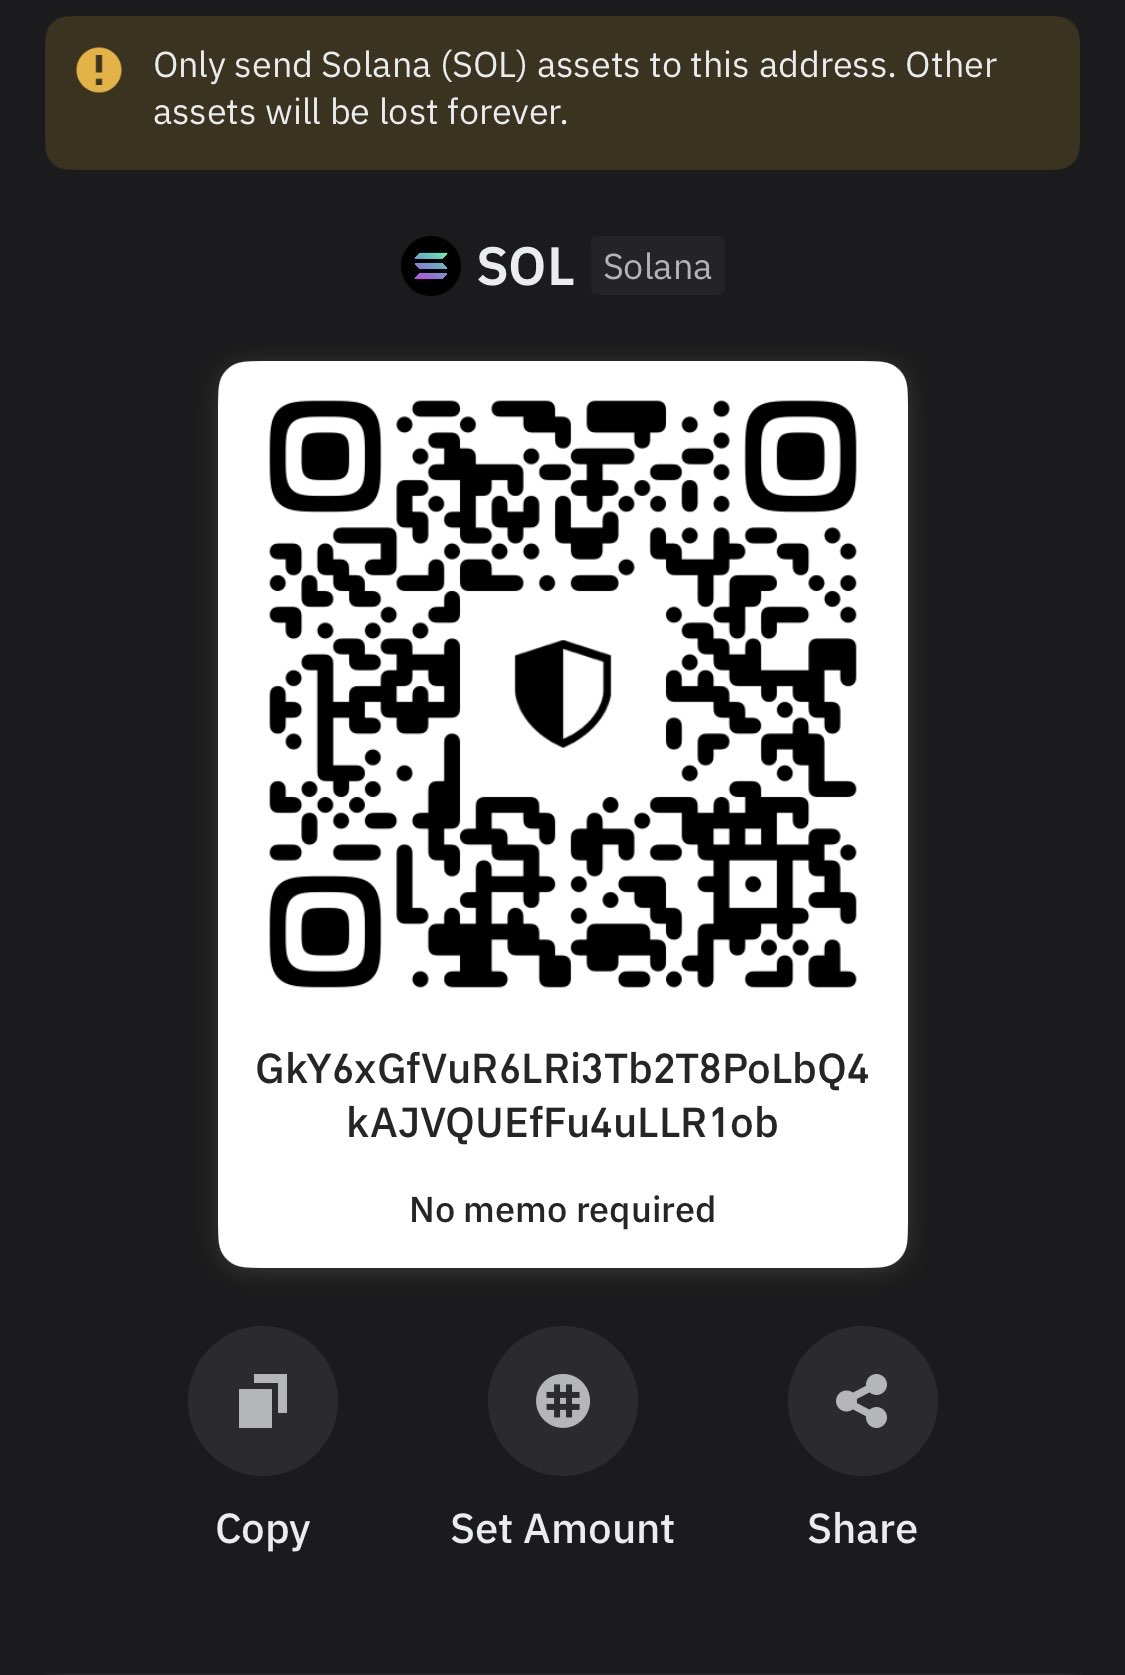 Only send Solana (SOL) assets to this address. Other
assets will be lost forever.
SOL Solana
GkY6xGfVuR6LRi3Tb2T8PoLbQ4
kAJVQUEfFu4uLLR1ob
No memo required
Copy Set Amount Share